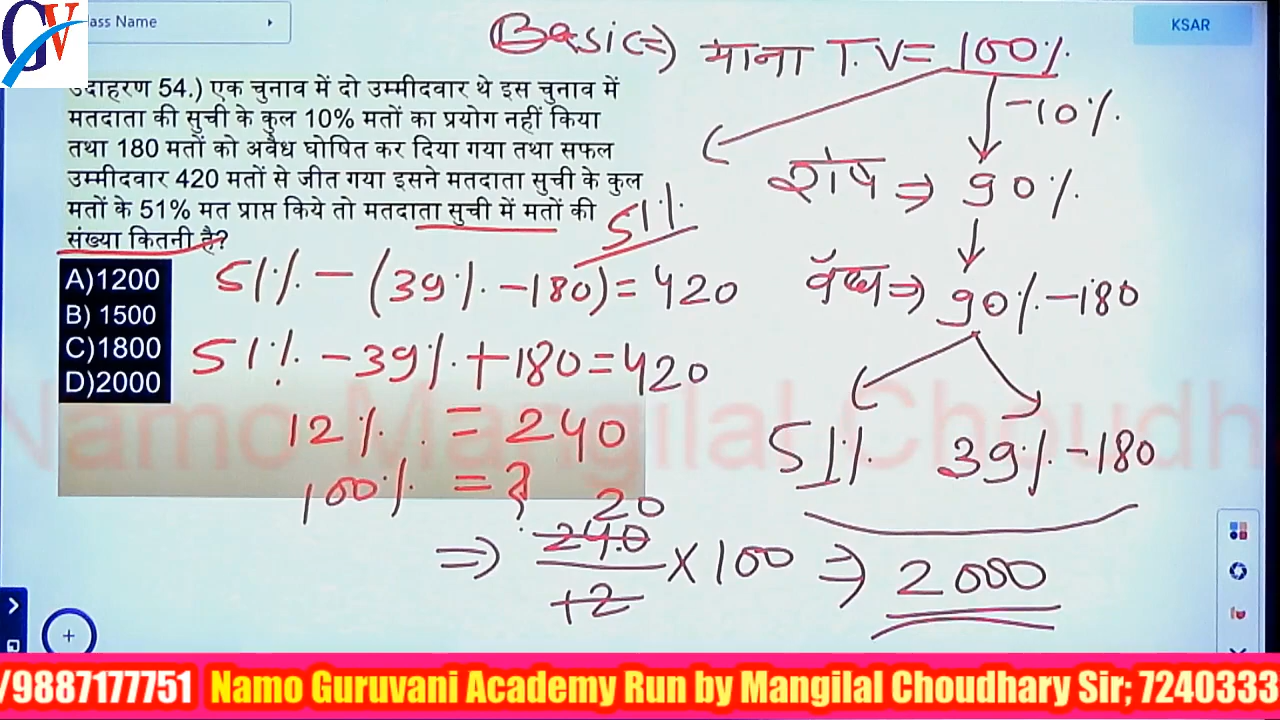 GV
ass Name
KSAR
Basic⇒ माना T.V= 100%
-10%
उदाहरण 54.) एक चुनाव में दो उम्मीदवार थे इस चुनाव में
मतदाता की सुची के कुल 10% मतों का प्रयोग नहीं किया
तथा 180 मतों को अवैध घोषित कर दिया गया तथा सफल
उम्मीदवार 420 मतों से जीत गया इसने मतदाता सुची के कुल
मतों के 51% मत प्राप्त किये तो मतदाता सुची में मतों की
संख्या कितनी है?
A)1200
B) 1500
C)1800
D)2000
शेष ⇒ 90%
51%
वैध ⇒ 90%-180
51% 39%-180
51% - (39% -180) = 420
51% -39% +180=420
12% = 240
100% = ?
20
⇒ 240/12 × 100 ⇒ 2000
Namo Mangilal Choudh
/9887177751 Namo Guruvani Academy Run by Mangilal Choudhary Sir; 7240333